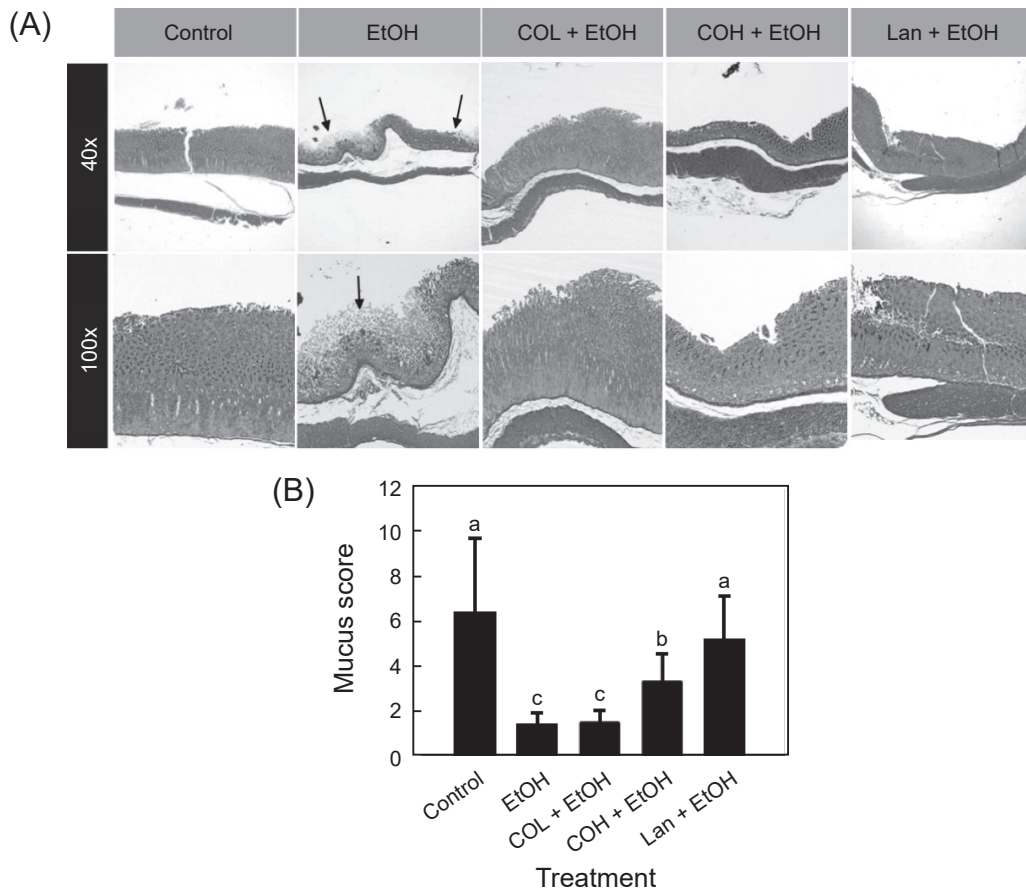 (A)
Control EtOH COL + EtOH COH + EtOH Lan + EtOH
40x
100x
(B)
Mucus score
12
10
8
6
4
2
0
a
c
c
b
a
Control
EtOH
COL + EtOH
COH + EtOH
Lan + EtOH
Treatment